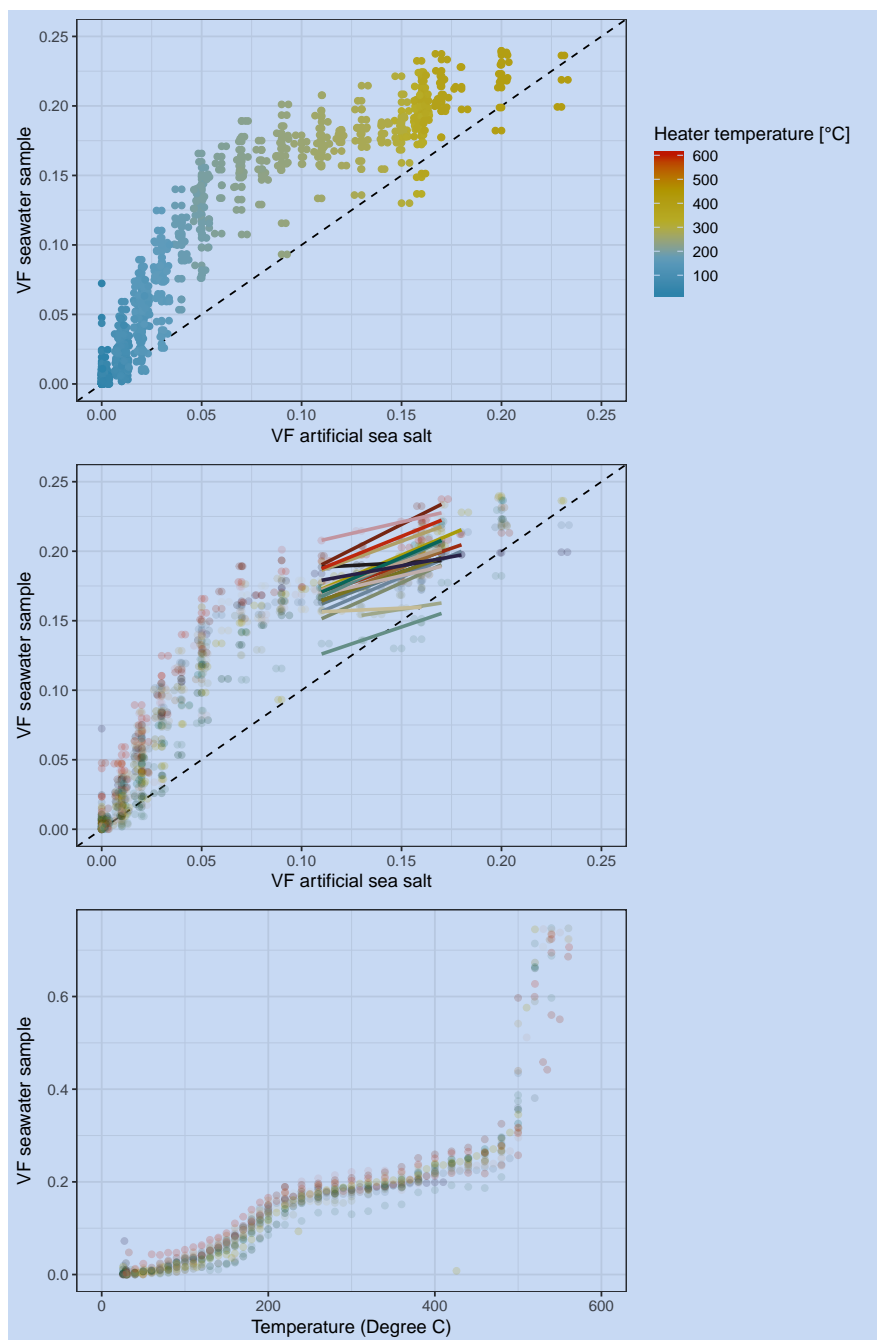 0.25
0.20
0.15
0.10
0.05
0.00
VF seawater sample
0.00 0.05 0.10 0.15 0.20 0.25
VF artificial sea salt
Heater temperature [°C]
600
500
400
300
200
100
0.25
0.20
0.15
0.10
0.05
0.00
VF seawater sample
0.00 0.05 0.10 0.15 0.20 0.25
VF artificial sea salt
0.6
0.4
0.2
0.0
VF seawater sample
0 200 400 600
Temperature (Degree C)